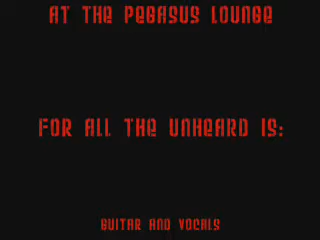 AT THE PEGASUS LOUNGE
FOR ALL THE UNHEARD IS:
GUITAR AND VOCALS